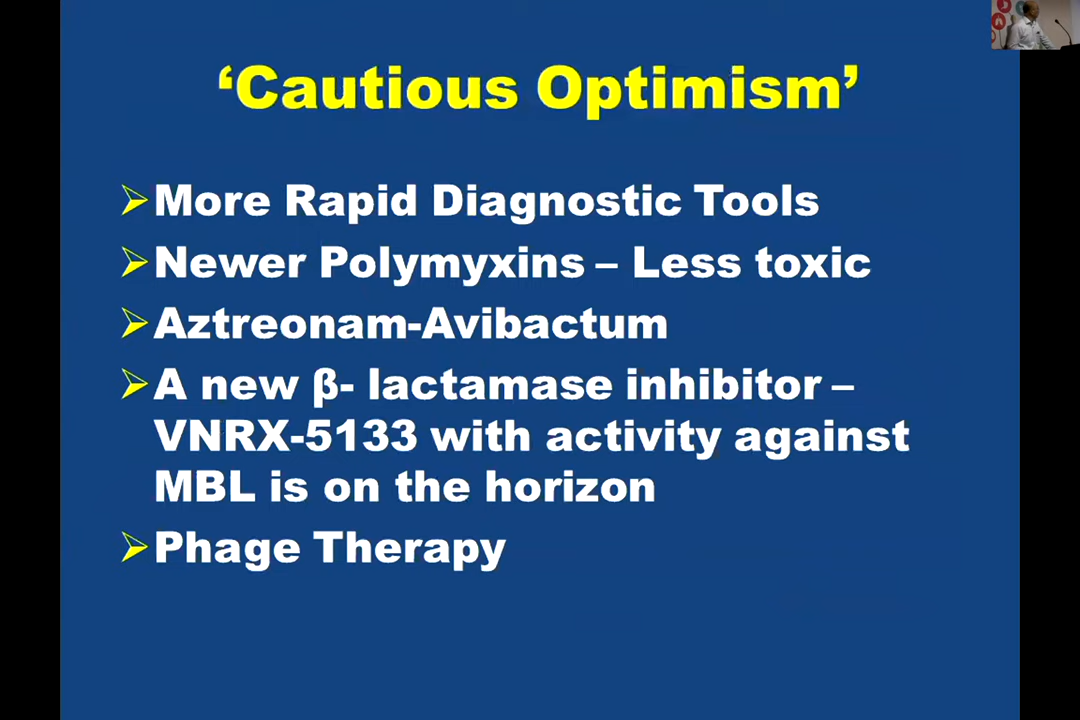 ‘Cautious Optimism’
More Rapid Diagnostic Tools
Newer Polymyxins – Less toxic
Aztreonam-Avibactum
A new β- lactamase inhibitor –
VNRX-5133 with activity against
MBL is on the horizon
Phage Therapy